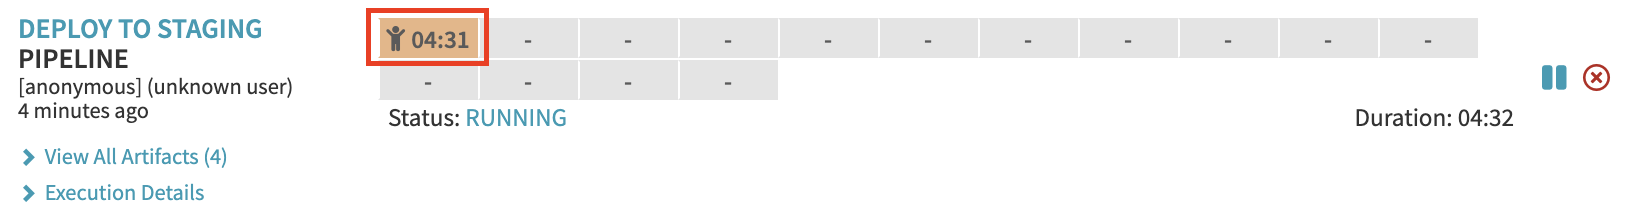 DEPLOY TO STAGING
PIPELINE
[anonymous] (unknown user)
4 minutes ago
View All Artifacts (4)
Execution Details
04:31 - - - - - - - - - -
- - - -
Status: RUNNING
Duration: 04:32